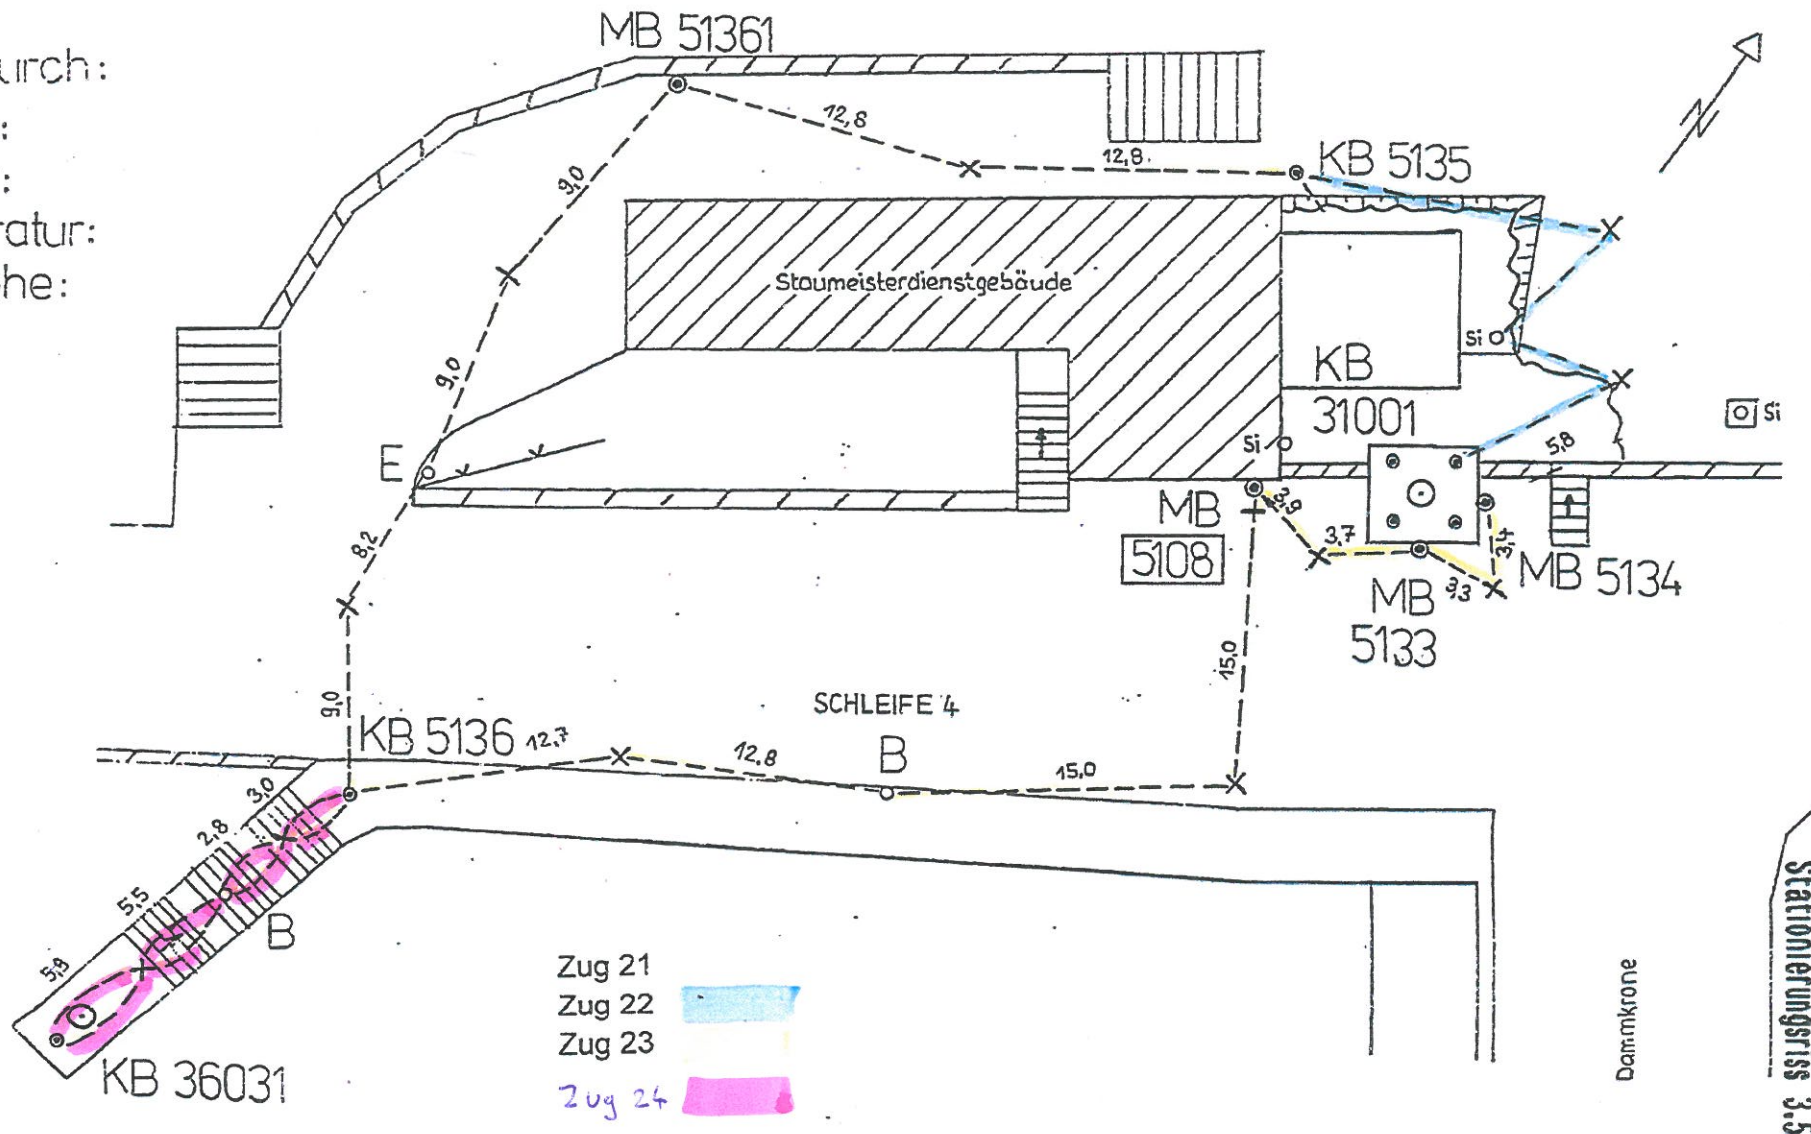 MB 51361
urch:
:
:
ratur:
he:
12,8
12,8
KB 5135
9,0
Staumeisterdienstgebäude
Si
KB
31001
Si
Si
9,0
E
5,8
MB
5108
3,9
3,7
3,4
3,3
MB 5134
MB
5133
8,2
9,0
15,0
SCHLEIFE 4
KB 5136
12,7
12,8
B
15,0
3,0
2,8
5,5
B
5,9
KB 36031
Zug 21
Zug 22
Zug 23
Zug 24
Dammkrone
Stationierungsriss 3.5